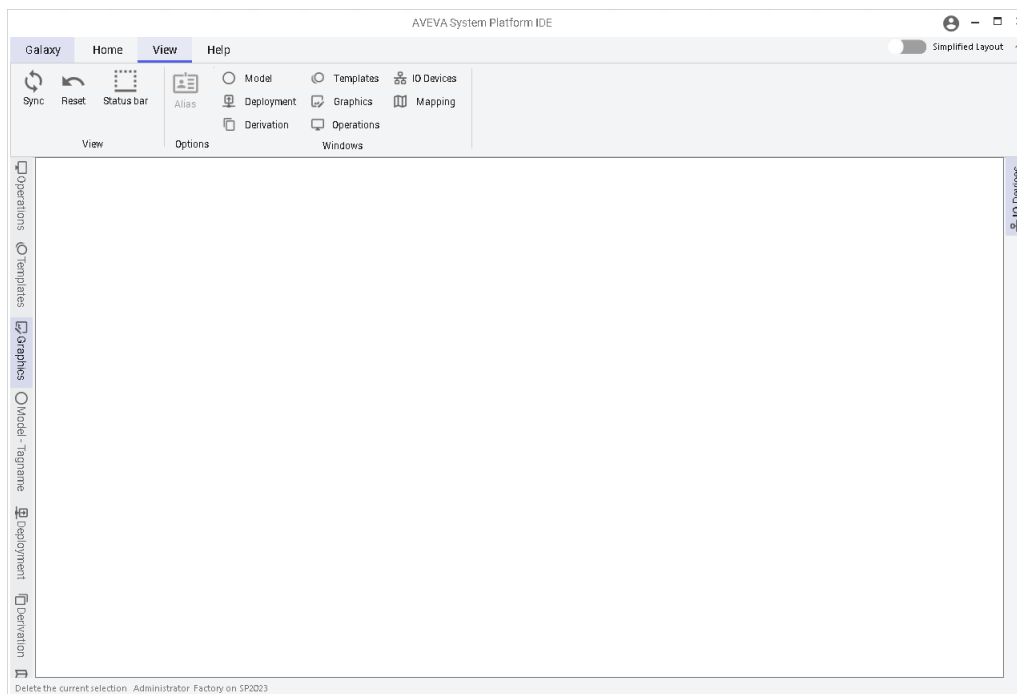 AVEVA System Platform IDE
Galaxy Home View Help
Simplified Layout
Sync Reset Status bar
Alias
Model Templates IO Devices
Deployment Graphics Mapping
Derivation Operations
View Options Windows
Operations
Templates
Graphics
Model - Tagname
Deployment
Derivation
IO Devices
Delete the current selection Administrator Factory on SP2023